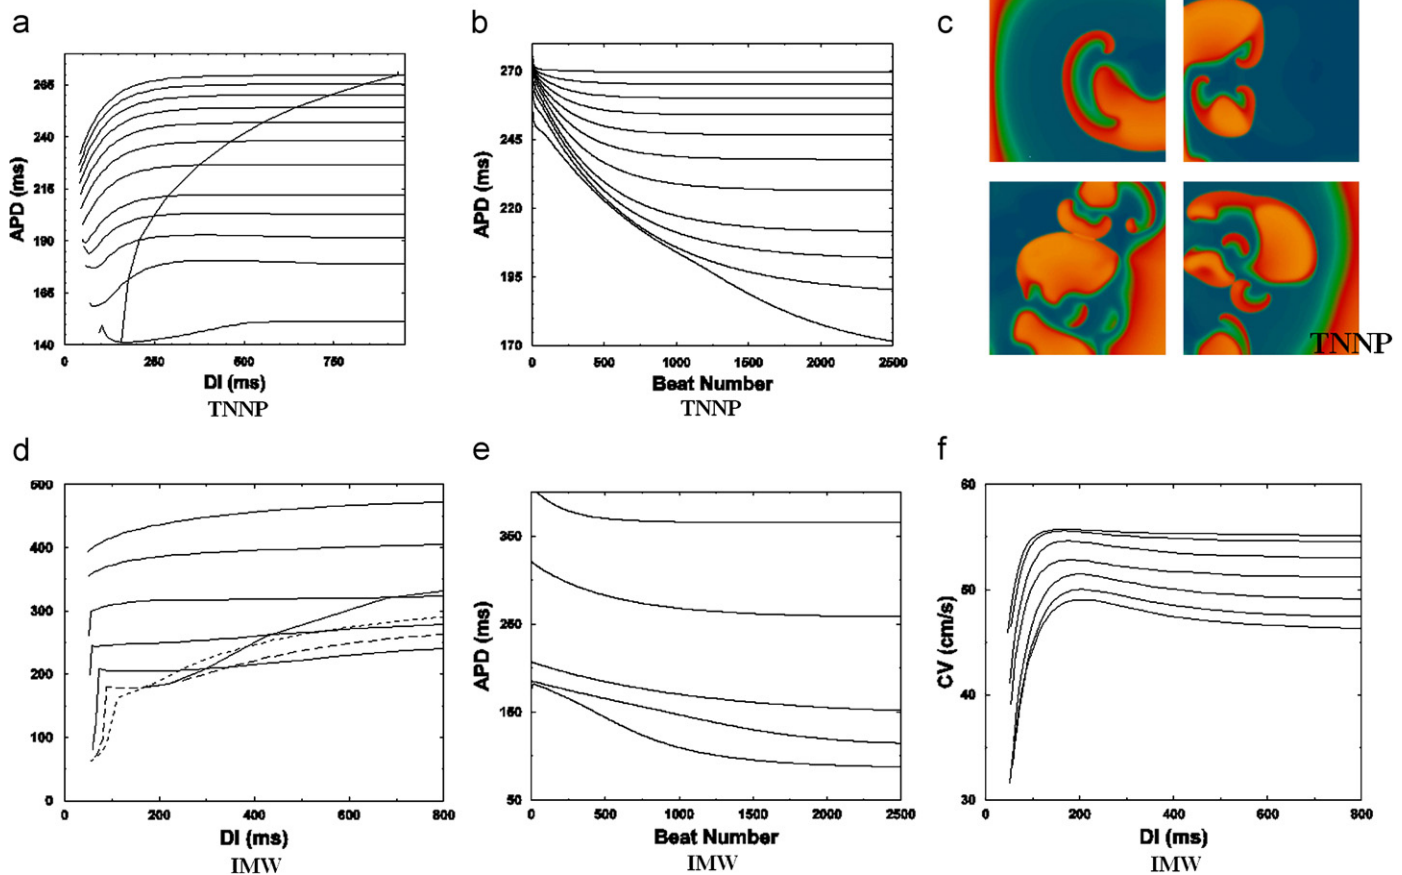 a
b
c
265
240
215
190
165
140
APD (ms)
0
250
500
750
DI (ms)
TNNP
270
245
220
195
170
APD (ms)
0
500
1000
1500
2000
2500
Beat Number
TNNP
TNNP
d
e
f
500
400
300
200
100
0
APD (ms)
0
200
400
600
800
DI (ms)
IMW
350
250
150
50
APD (ms)
0
500
1000
1500
2000
2500
Beat Number
IMW
60
50
40
30
CV (cm/s)
0
200
400
600
800
DI (ms)
IMW